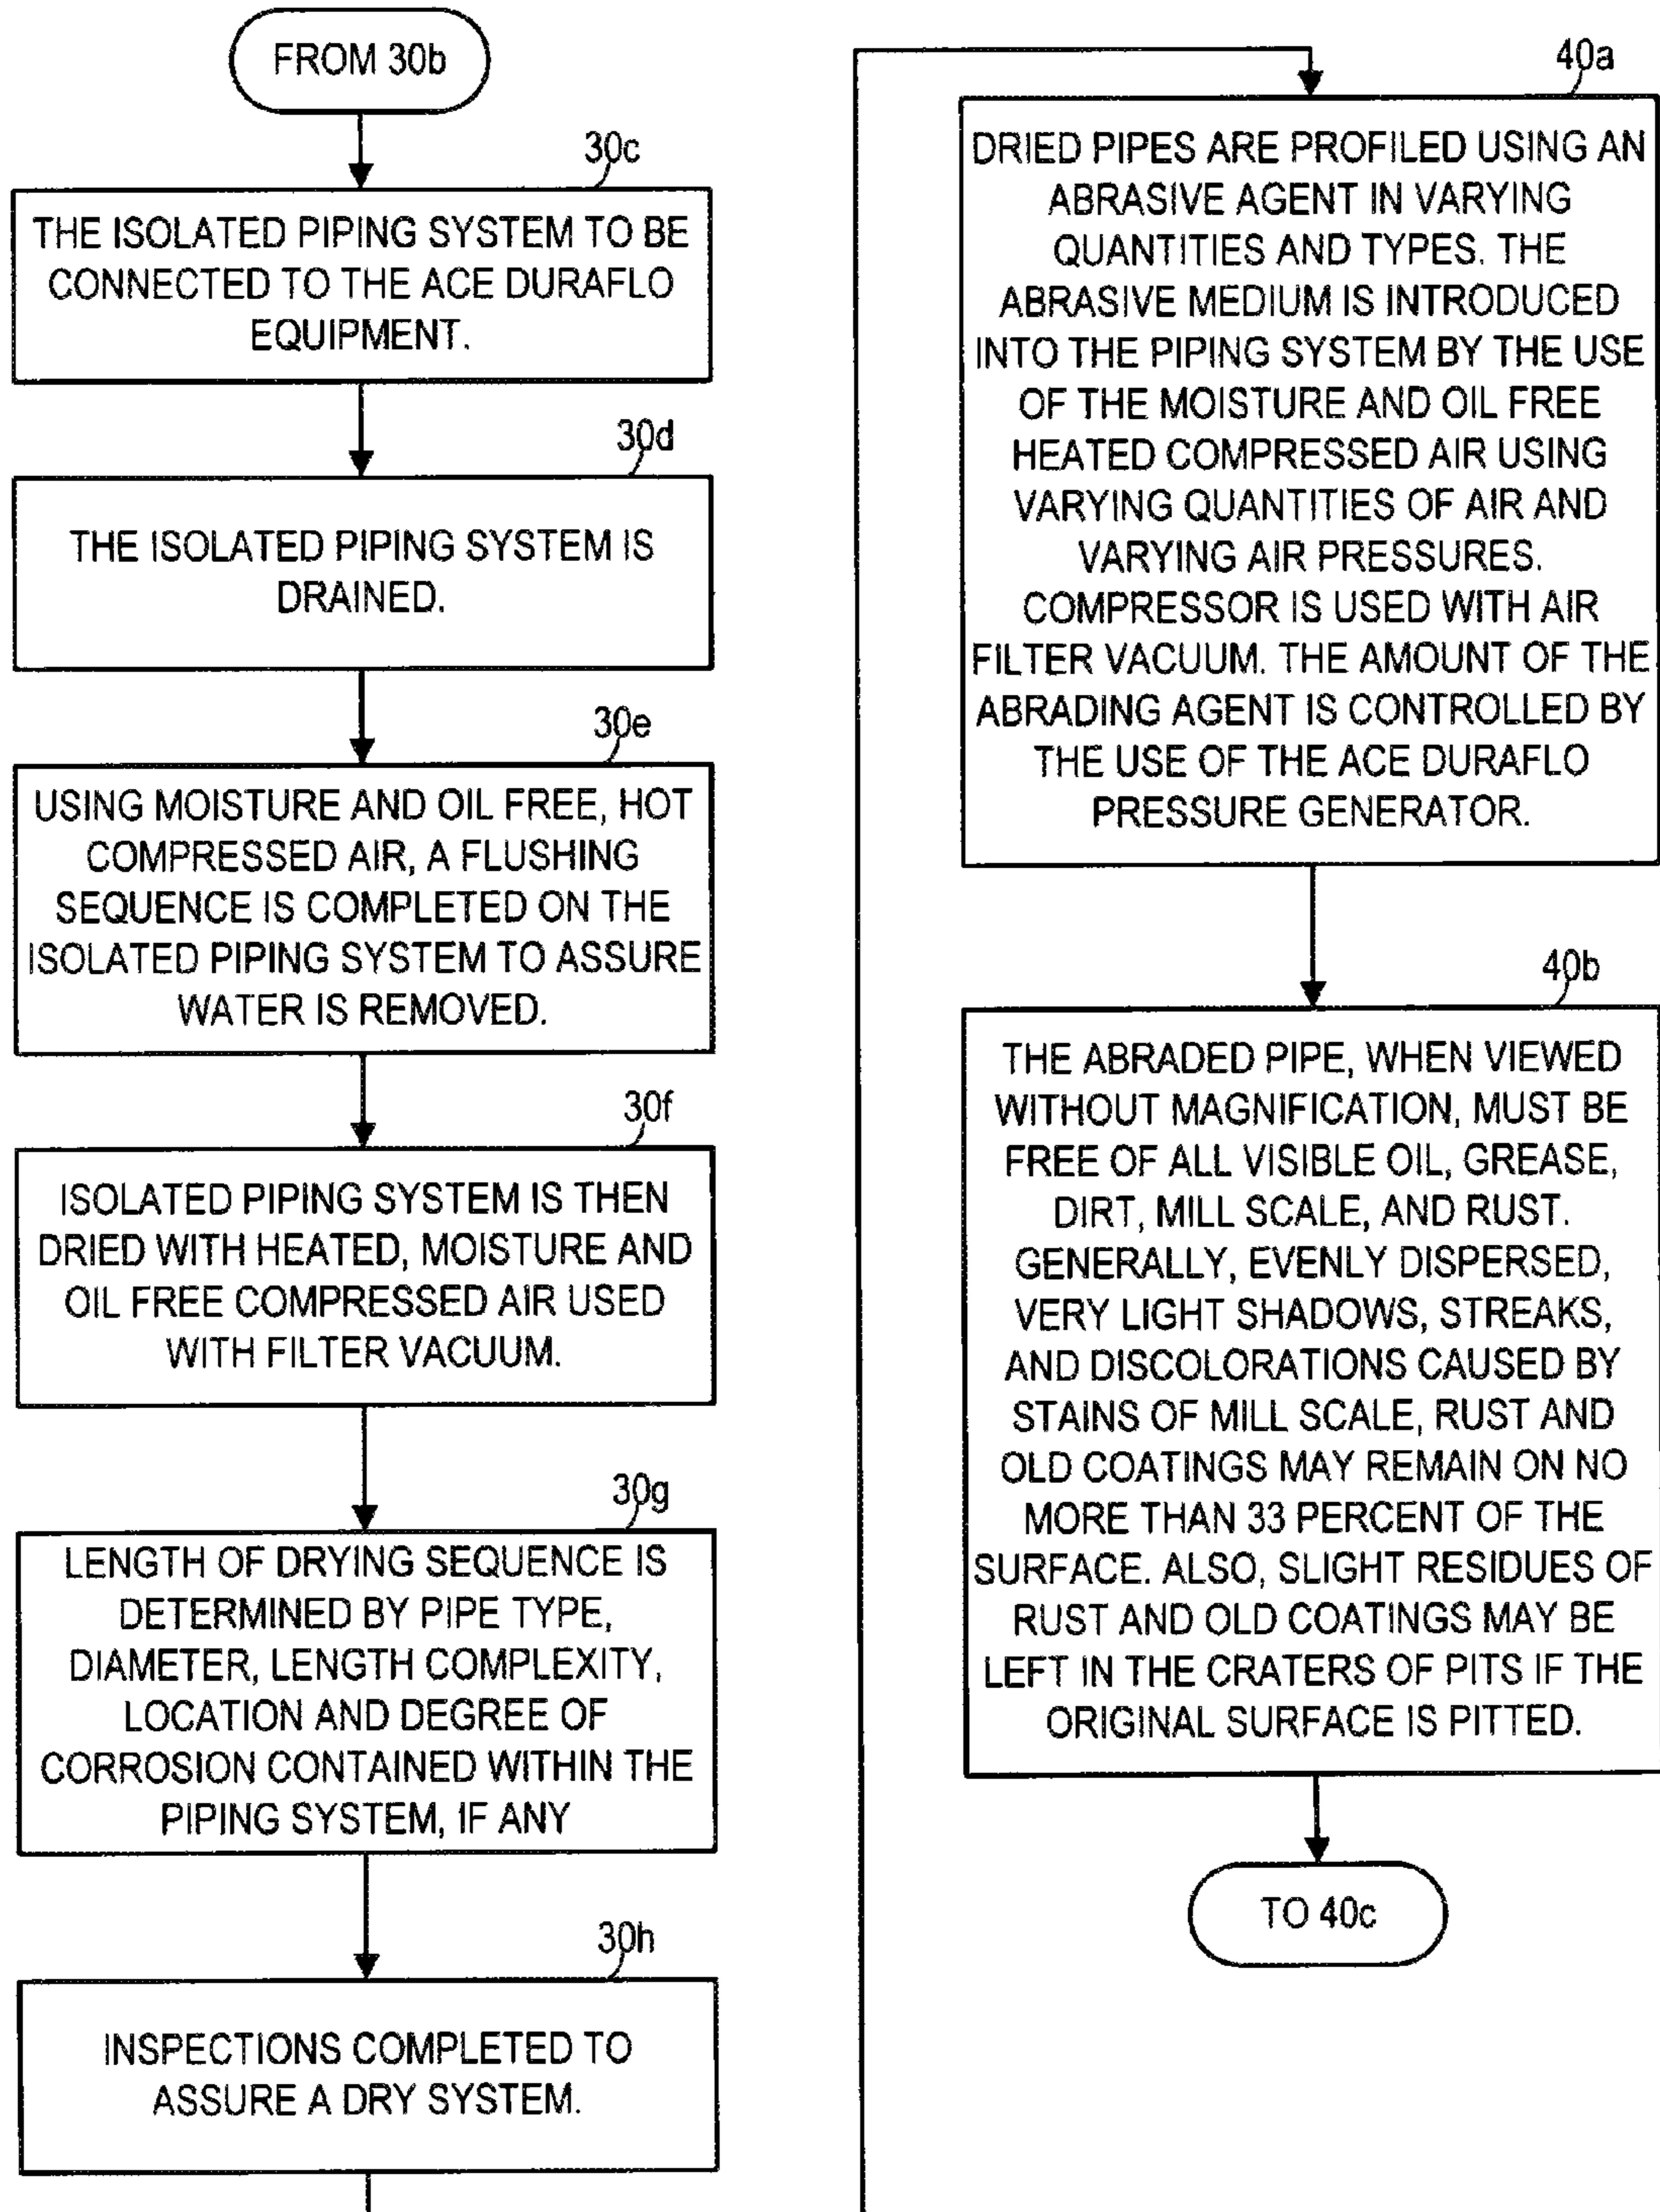 FROM 30b
30c
THE ISOLATED PIPING SYSTEM TO BE
CONNECTED TO THE ACE DURAFLO
EQUIPMENT.
30d
THE ISOLATED PIPING SYSTEM IS
DRAINED.
30e
USING MOISTURE AND OIL FREE, HOT
COMPRESSED AIR, A FLUSHING
SEQUENCE IS COMPLETED ON THE
ISOLATED PIPING SYSTEM TO ASSURE
WATER IS REMOVED.
30f
ISOLATED PIPING SYSTEM IS THEN
DRIED WITH HEATED, MOISTURE AND
OIL FREE COMPRESSED AIR USED
WITH FILTER VACUUM.
30g
LENGTH OF DRYING SEQUENCE IS
DETERMINED BY PIPE TYPE,
DIAMETER, LENGTH COMPLEXITY,
LOCATION AND DEGREE OF
CORROSION CONTAINED WITHIN THE
PIPING SYSTEM, IF ANY
30h
INSPECTIONS COMPLETED TO
ASSURE A DRY SYSTEM.
40a
DRIED PIPES ARE PROFILED USING AN
ABRASIVE AGENT IN VARYING
QUANTITIES AND TYPES. THE
ABRASIVE MEDIUM IS INTRODUCED
INTO THE PIPING SYSTEM BY THE USE
OF THE MOISTURE AND OIL FREE
HEATED COMPRESSED AIR USING
VARYING QUANTITIES OF AIR AND
VARYING AIR PRESSURES.
COMPRESSOR IS USED WITH AIR
FILTER VACUUM. THE AMOUNT OF THE
ABRADING AGENT IS CONTROLLED BY
THE USE OF THE ACE DURAFLO
PRESSURE GENERATOR.
40b
THE ABRADED PIPE, WHEN VIEWED
WITHOUT MAGNIFICATION, MUST BE
FREE OF ALL VISIBLE OIL, GREASE,
DIRT, MILL SCALE, AND RUST.
GENERALLY, EVENLY DISPERSED,
VERY LIGHT SHADOWS, STREAKS,
AND DISCOLORATIONS CAUSED BY
STAINS OF MILL SCALE, RUST AND
OLD COATINGS MAY REMAIN ON NO
MORE THAN 33 PERCENT OF THE
SURFACE. ALSO, SLIGHT RESIDUES OF
RUST AND OLD COATINGS MAY BE
LEFT IN THE CRATERS OF PITS IF THE
ORIGINAL SURFACE IS PITTED.
TO 40c